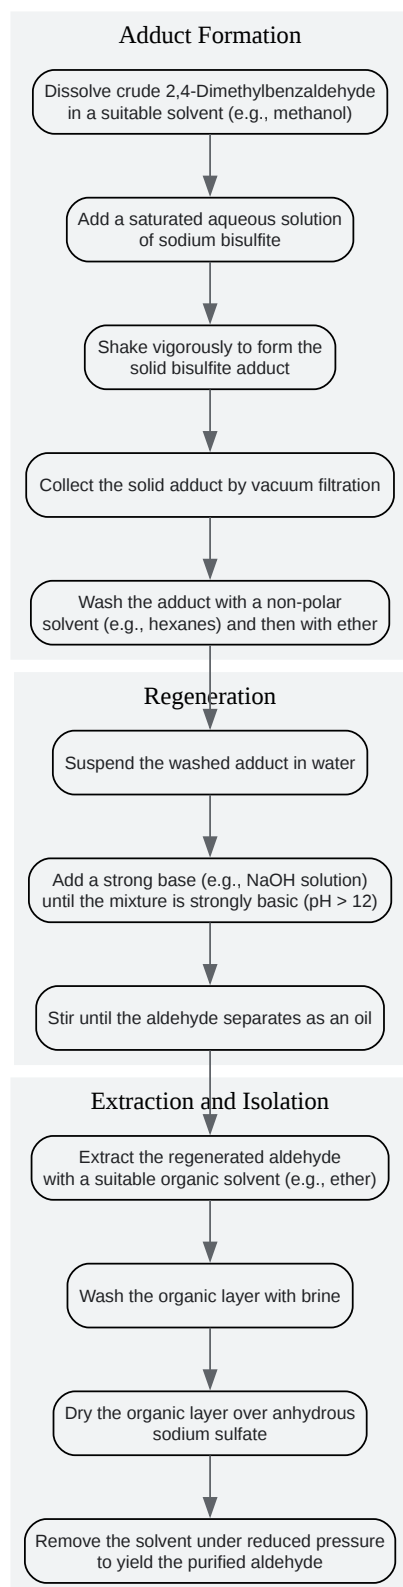 Adduct Formation
Dissolve crude 2,4-Dimethylbenzaldehyde
in a suitable solvent (e.g., methanol)
Add a saturated aqueous solution
of sodium bisulfite
Shake vigorously to form the
solid bisulfite adduct
Collect the solid adduct by vacuum filtration
Wash the adduct with a non-polar
solvent (e.g., hexanes) and then with ether
Regeneration
Suspend the washed adduct in water
Add a strong base (e.g., NaOH solution)
until the mixture is strongly basic (pH > 12)
Stir until the aldehyde separates as an oil
Extraction and Isolation
Extract the regenerated aldehyde
with a suitable organic solvent (e.g., ether)
Wash the organic layer with brine
Dry the organic layer over anhydrous
sodium sulfate
Remove the solvent under reduced pressure
to yield the purified aldehyde